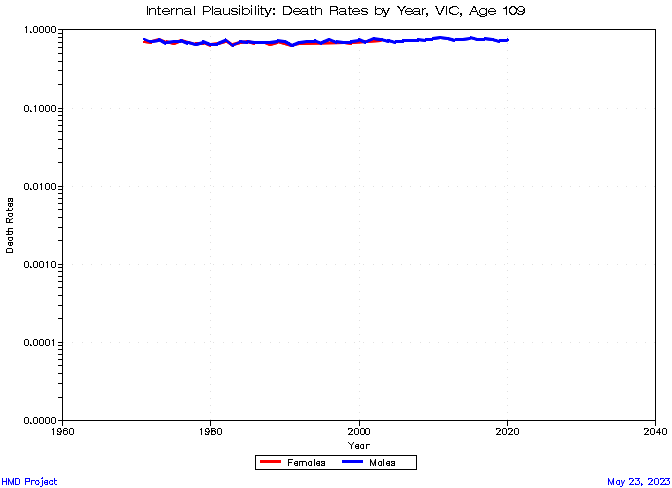 Internal Plausibility: Death Rates by Year, VIC, Age 109
1.0000
0.1000
0.0100
0.0010
0.0001
0.0000
Death Rates
1960 1980 2000 2020 2040
Year
Females Males
HMD Project
May 23, 2023